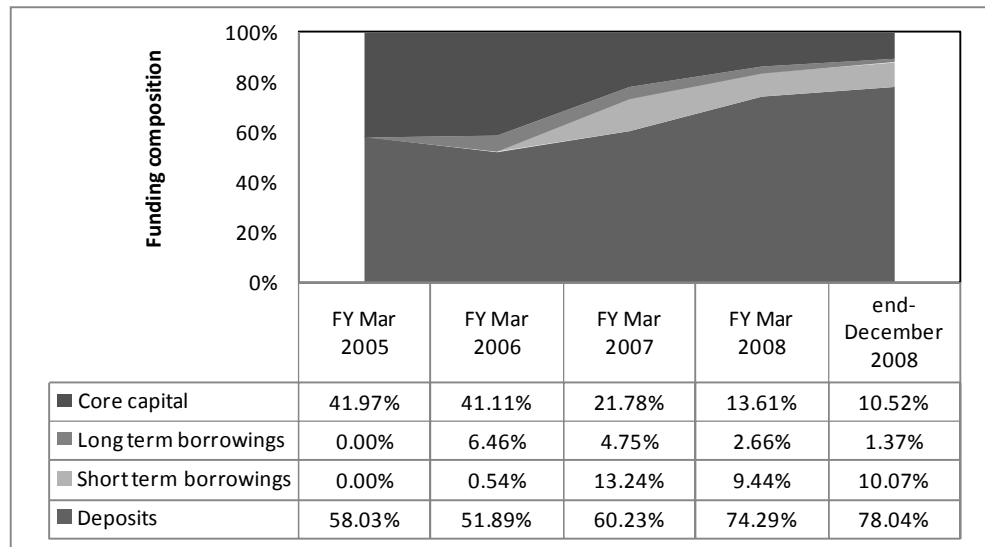 Funding composition
100%
80%
60%
40%
20%
0%
FY Mar 2005
FY Mar 2006
FY Mar 2007
FY Mar 2008
end-December 2008
Core capital 41.97% 41.11% 21.78% 13.61% 10.52%
Long term borrowings 0.00% 6.46% 4.75% 2.66% 1.37%
Short term borrowings 0.00% 0.54% 13.24% 9.44% 10.07%
Deposits 58.03% 51.89% 60.23% 74.29% 78.04%